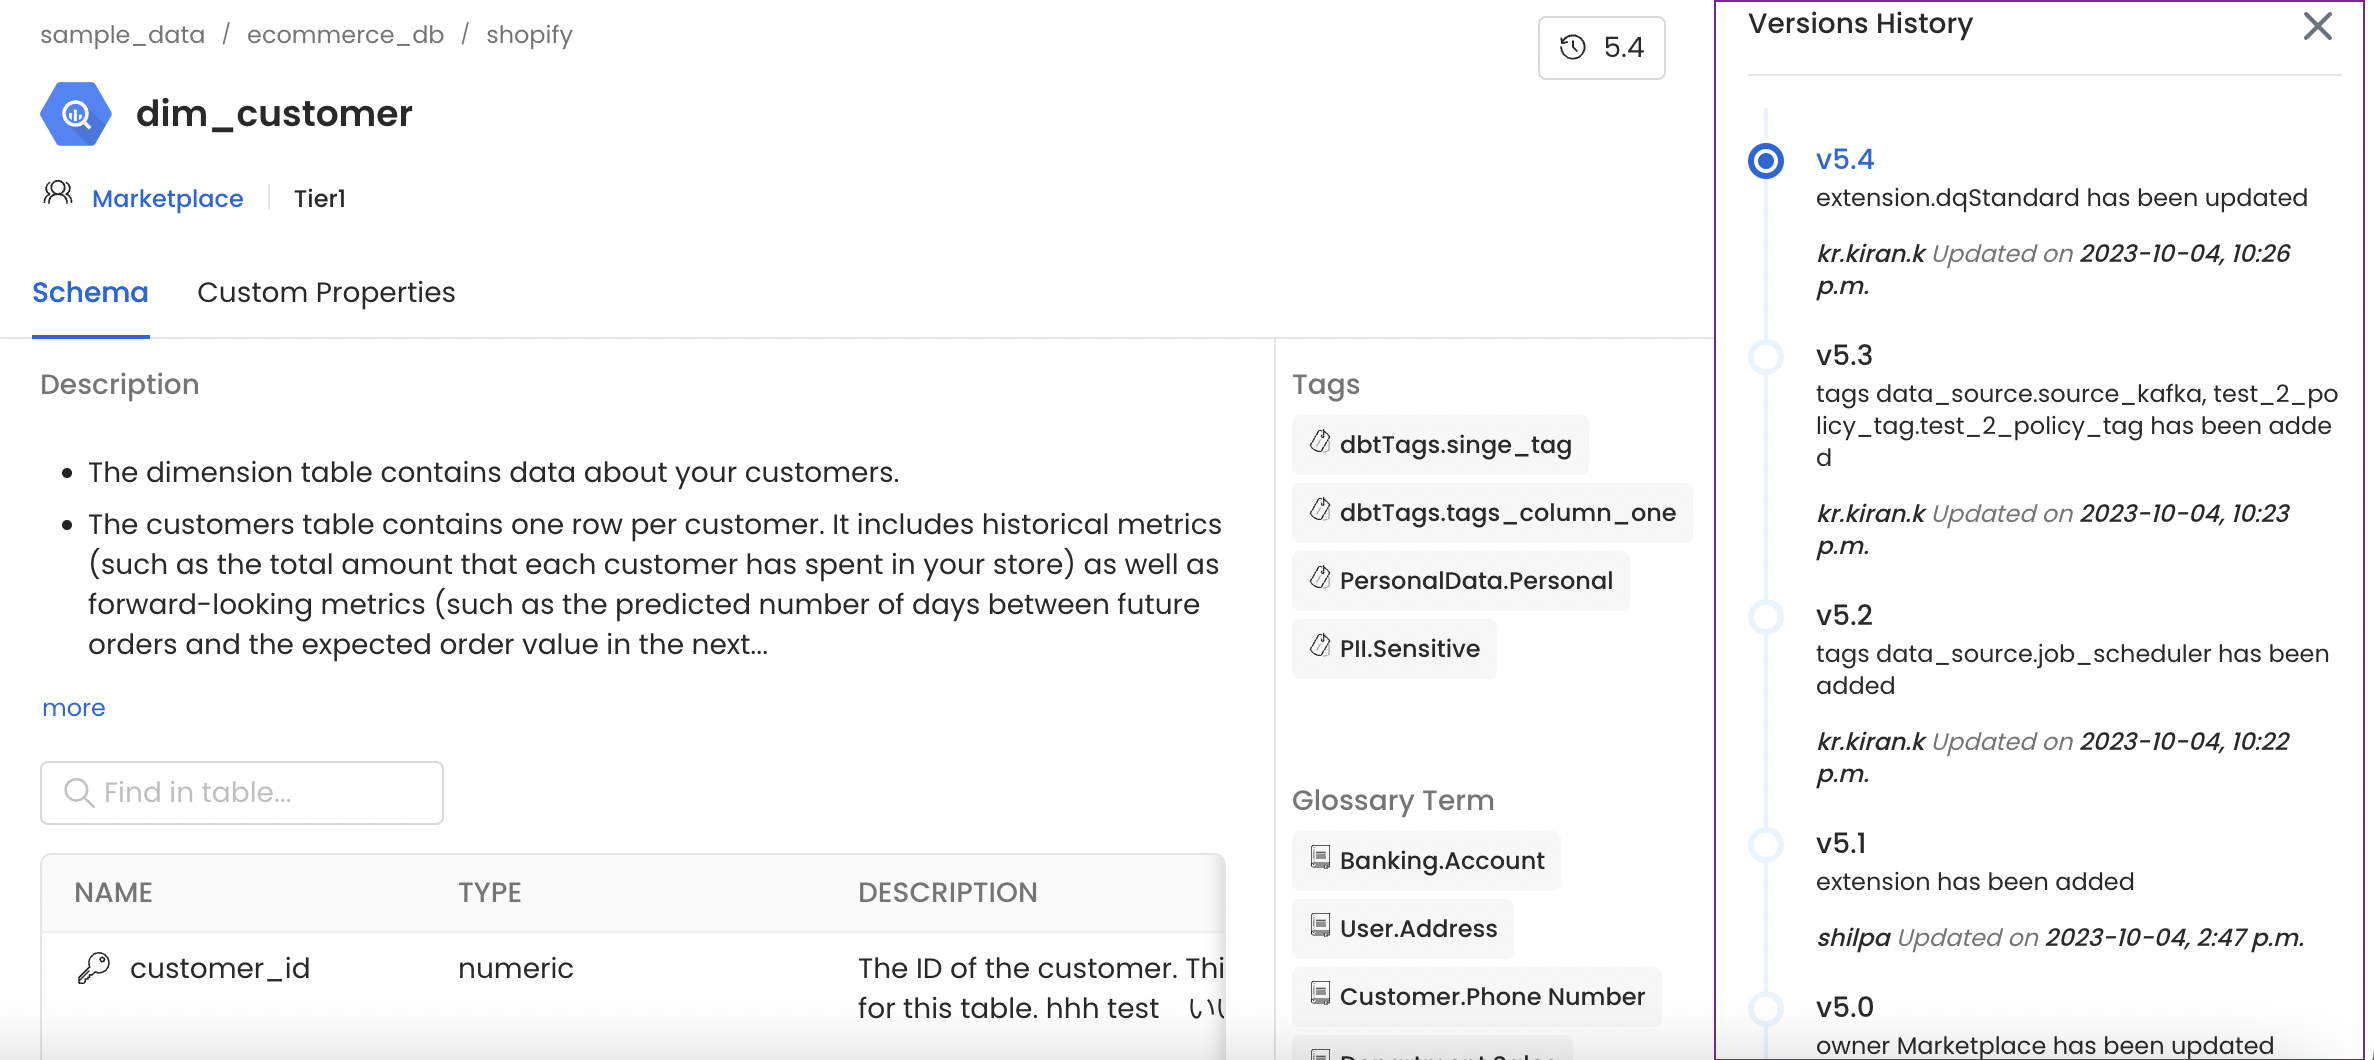 sample_data / ecommerce_db / shopify
5.4
dim_customer
Marketplace
Tier1
Schema
Custom Properties
Description
• The dimension table contains data about your customers.
• The customers table contains one row per customer. It includes historical metrics
(such as the total amount that each customer has spent in your store) as well as
forward-looking metrics (such as the predicted number of days between future
orders and the expected order value in the next...
more
Find in table...
NAME TYPE DESCRIPTION
customer_id numeric The ID of the customer. Thi
for this table. hhh test いい
Tags
dbtTags.singe_tag
dbtTags.tags_column_one
PersonalData.Personal
PII.Sensitive
Glossary Term
Banking.Account
User.Address
Customer.Phone Number
Versions History
v5.4
extension.dqStandard has been updated
kr.kiran.k Updated on 2023-10-04, 10:26
p.m.
v5.3
tags data_source.source_kafka, test_2_po
licy_tag.test_2_policy_tag has been adde
d
kr.kiran.k Updated on 2023-10-04, 10:23
p.m.
v5.2
tags data_source.job_scheduler has been
added
kr.kiran.k Updated on 2023-10-04, 10:22
p.m.
v5.1
extension has been added
shilpa Updated on 2023-10-04, 2:47 p.m.
v5.0
owner Marketplace has been updated